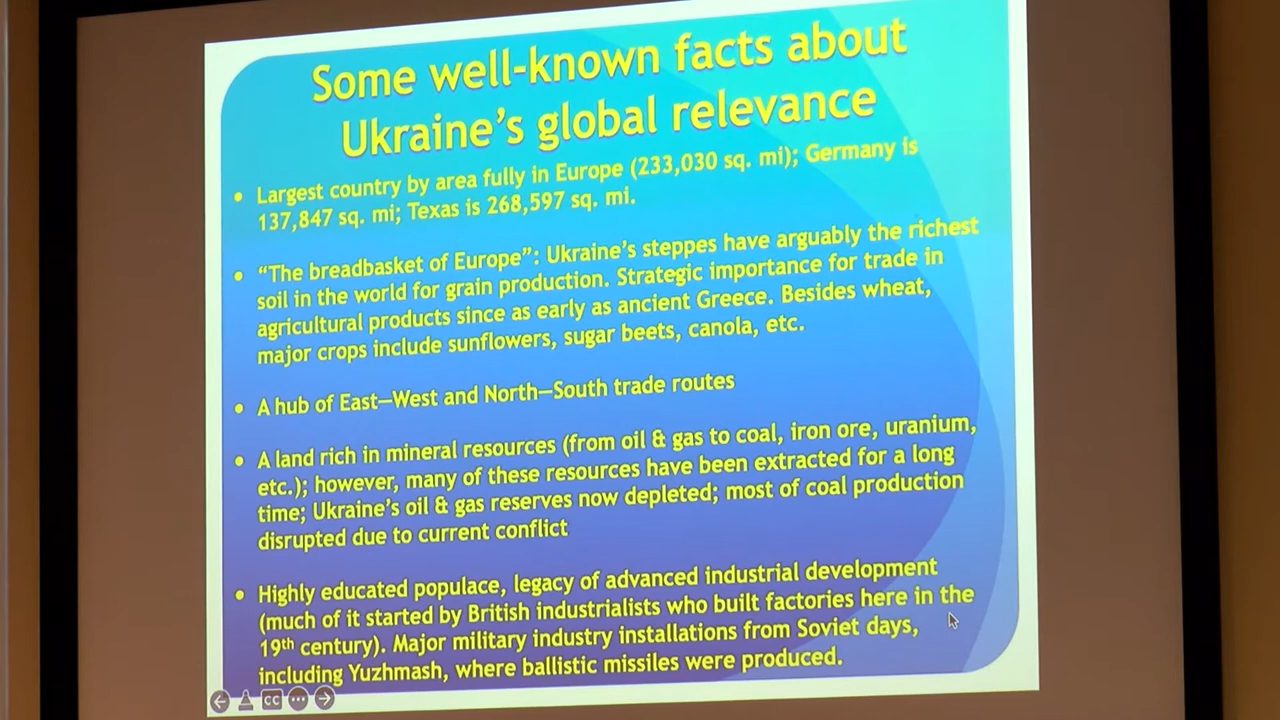 Some well-known facts about
Ukraine's global relevance
• Largest country by area fully in Europe (233,030 sq. mi); Germany is
137,847 sq. mi; Texas is 268,597 sq. mi.
• “The breadbasket of Europe”: Ukraine's steppes have arguably the richest
soil in the world for grain production. Strategic importance for trade in
agricultural products since as early as ancient Greece. Besides wheat,
major crops include sunflowers, sugar beets, canola, etc.
• A hub of East—West and North—South trade routes
• A land rich in mineral resources (from oil & gas to coal, iron ore, uranium,
etc.); however, many of these resources have been extracted for a long
time; Ukraine's oil & gas reserves now depleted; most of coal production
disrupted due to current conflict
• Highly educated populace, legacy of advanced industrial development
(much of it started by British industrialists who built factories here in the
19th century). Major military industry installations from Soviet days,
including Yuzhmash, where ballistic missiles were produced.
CC